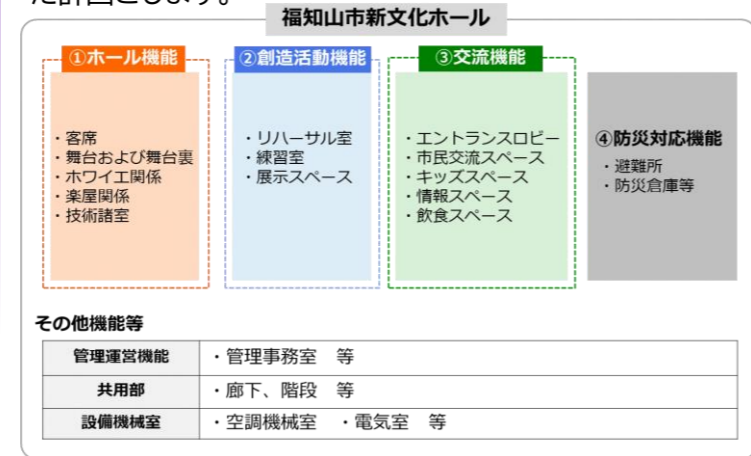 た計画とします。
福知山市新文化ホール
①ホール機能
・客席
・舞台および舞台裏
・ホワイエ関係
・楽屋関係
・技術諸室
②創造活動機能
・リハーサル室
・練習室
・展示スペース
③交流機能
・エントランスロビー
・市民交流スペース
・キッズスペース
・情報スペース
・飲食スペース
④防災対応機能
・避難所
・防災倉庫等
その他機能等
管理運営機能 ・管理事務室　等
共用部 ・廊下、階段　等
設備機械室 ・空調機械室　・電気室　等